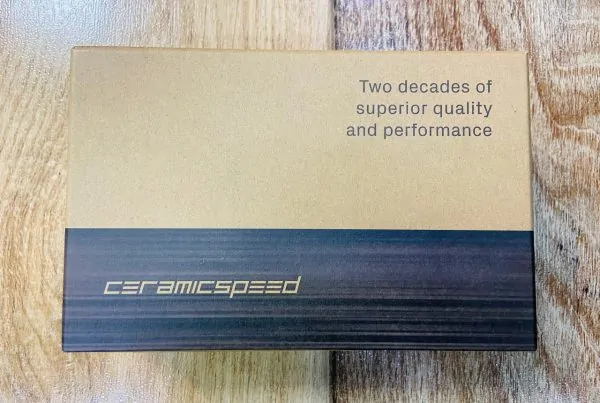 Two decades of
superior quality
and performance
ceramicspeed